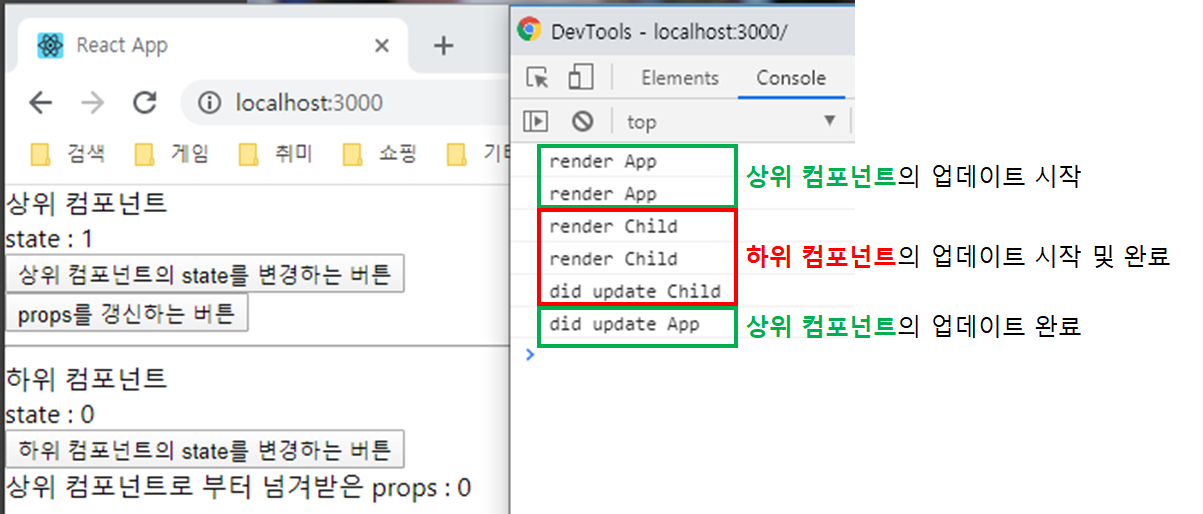 React App
localhost:3000
검색 게임 취미 쇼핑 기타
상위 컴포넌트
state : 1
상위 컴포넌트의 state를 변경하는 버튼
props를 갱신하는 버튼
하위 컴포넌트
state : 0
하위 컴포넌트의 state를 변경하는 버튼
상위 컴포넌트로 부터 넘겨받은 props : 0
DevTools - localhost:3000/
Elements Console
top
render App
render App
상위 컴포넌트의 업데이트 시작
render Child
render Child
did update Child
하위 컴포넌트의 업데이트 시작 및 완료
did update App
상위 컴포넌트의 업데이트 완료